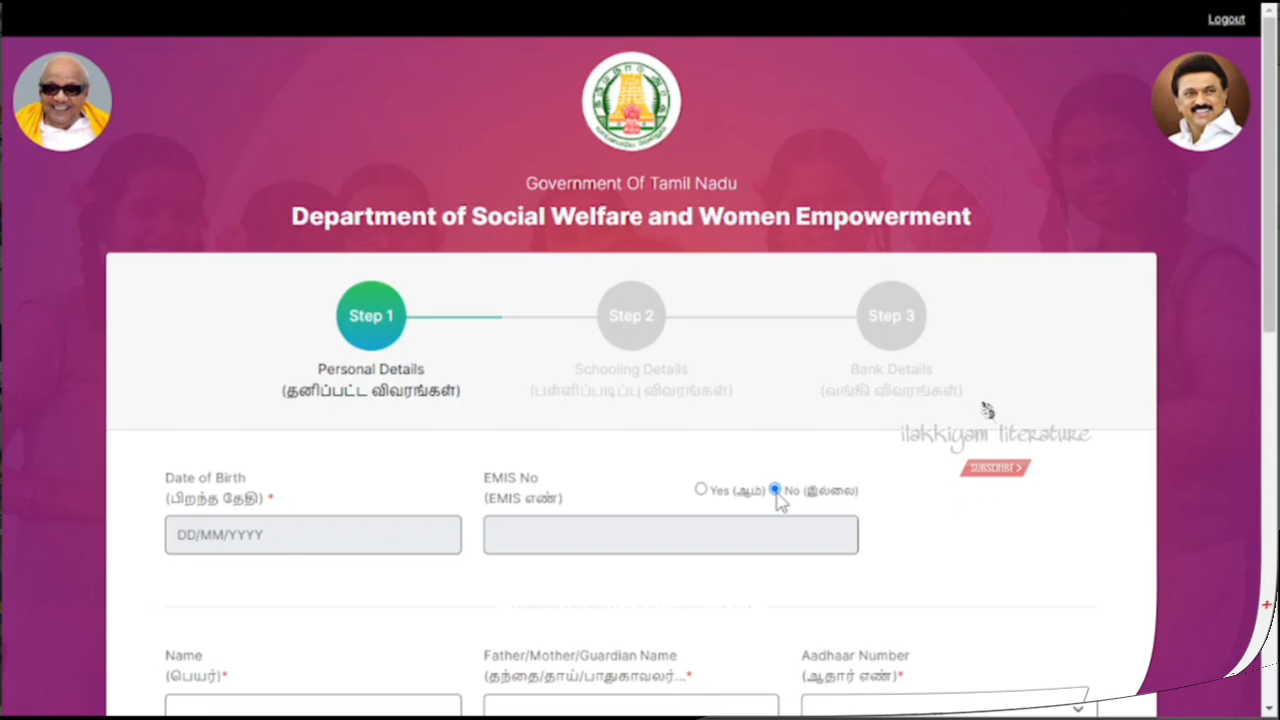 Logout
Government Of Tamil Nadu
Department of Social Welfare and Women Empowerment
Step 1
Step 2
Step 3
Personal Details
(தனிப்பட்ட விவரங்கள்)
Schooling Details
(பள்ளிப்படிப்பு விவரங்கள்)
Bank Details
(வங்கி விவரங்கள்)
ilakkiyam literature
SUBSCRIBE >
Date of Birth
(பிறந்த தேதி) *
EMIS No
(EMIS எண்)
Yes (ஆம்) No (இல்லை)
DD/MM/YYYY
Name
(பெயர்)*
Father/Mother/Guardian Name
(தந்தை/தாய்/பாதுகாவலர்...*
Aadhaar Number
(ஆதார் எண்)*